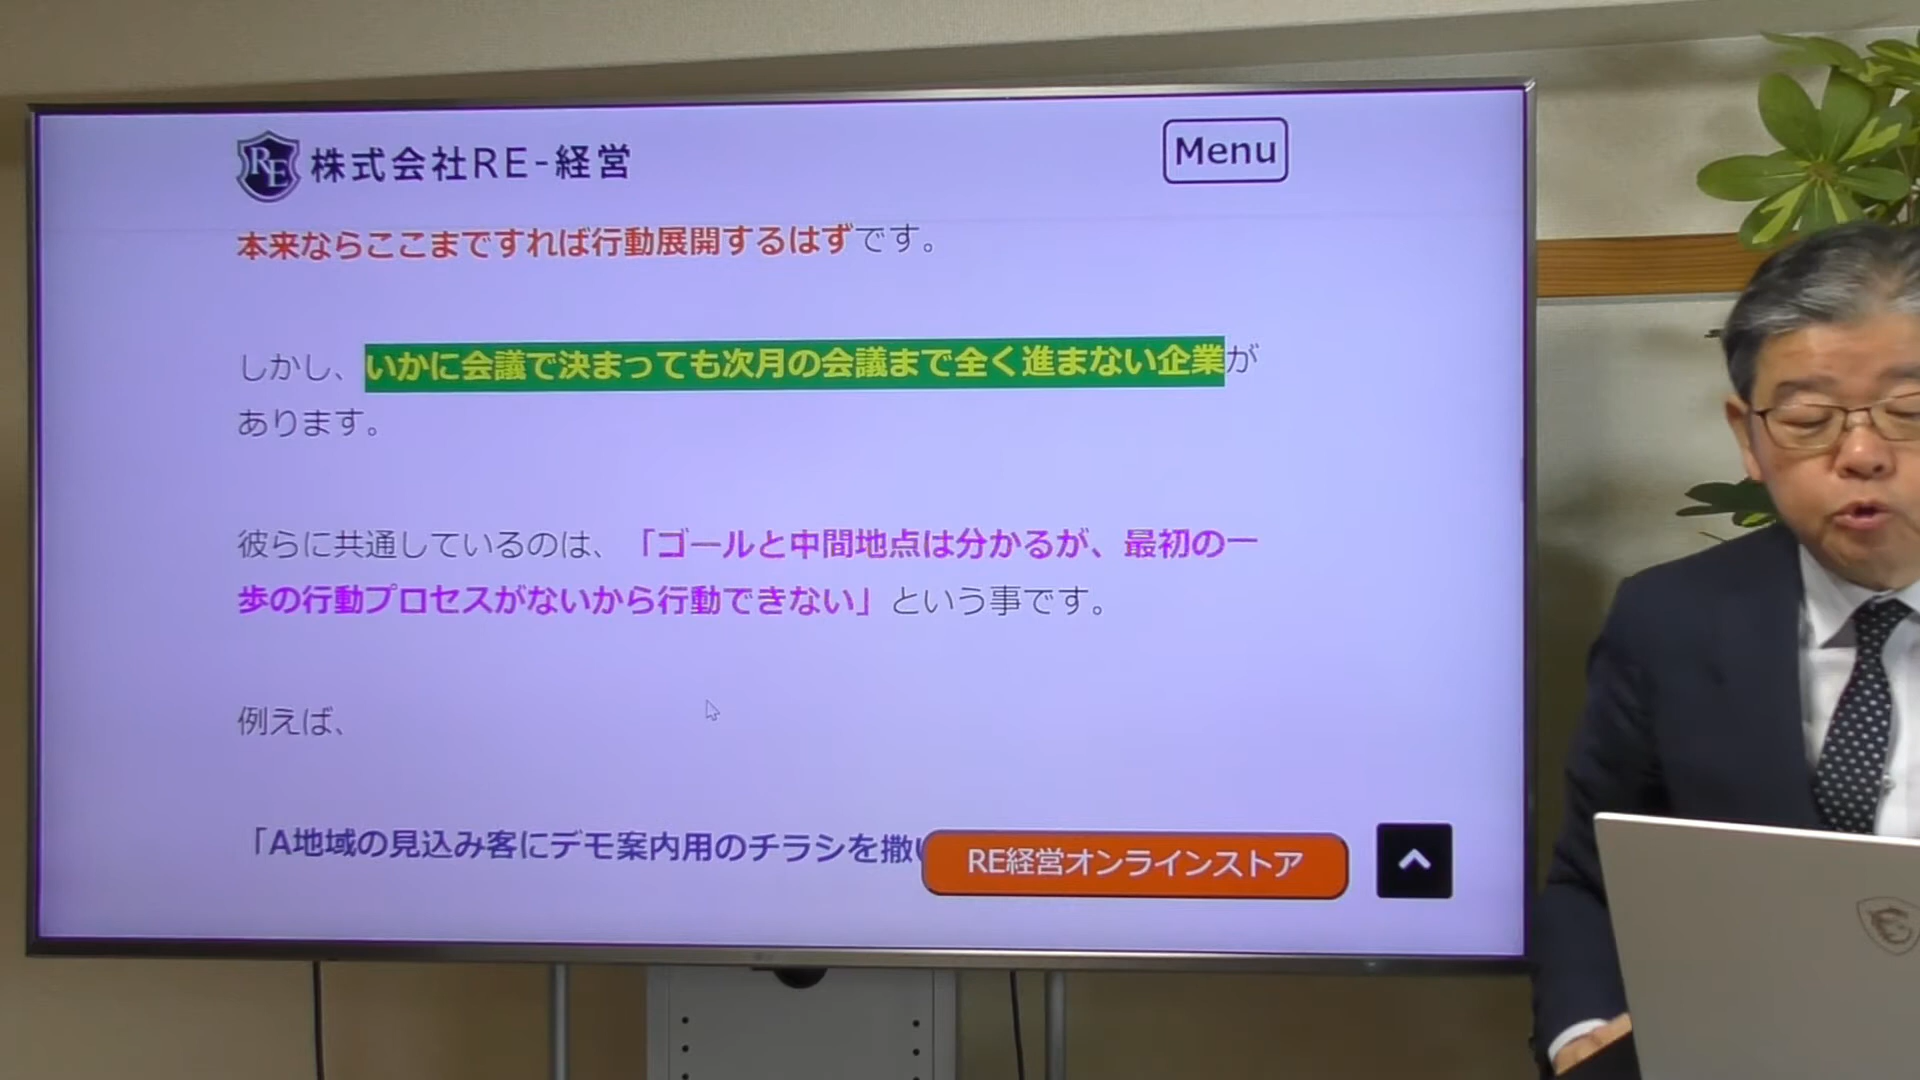 RE 株式会社RE-経営
Menu
本来ならここまですれば行動展開するはずです。
しかし、いかに会議で決まっても次月の会議まで全く進まない企業が
あります。
彼らに共通しているのは、「ゴールと中間地点は分かるが、最初の一
歩の行動プロセスがないから行動できない」という事です。
例えば、
「A地域の見込み客にデモ案内用のチラシを撒
RE経営オンラインストア